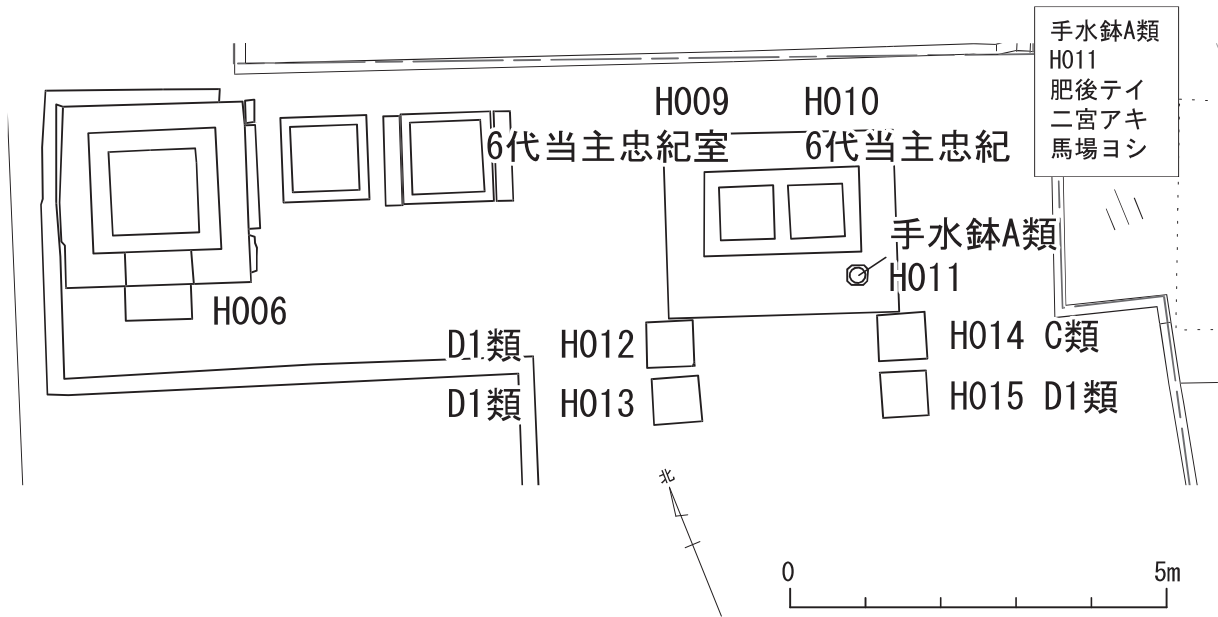 手水鉢A類
H011
肥後テイ
二宮アキ
馬場ヨシ
H009
6代当主忠紀室
H010
6代当主忠紀
手水鉢A類
H011
H006
D1類 H012
D1類 H013
H014 C類
H015 D1類
北
0 5m